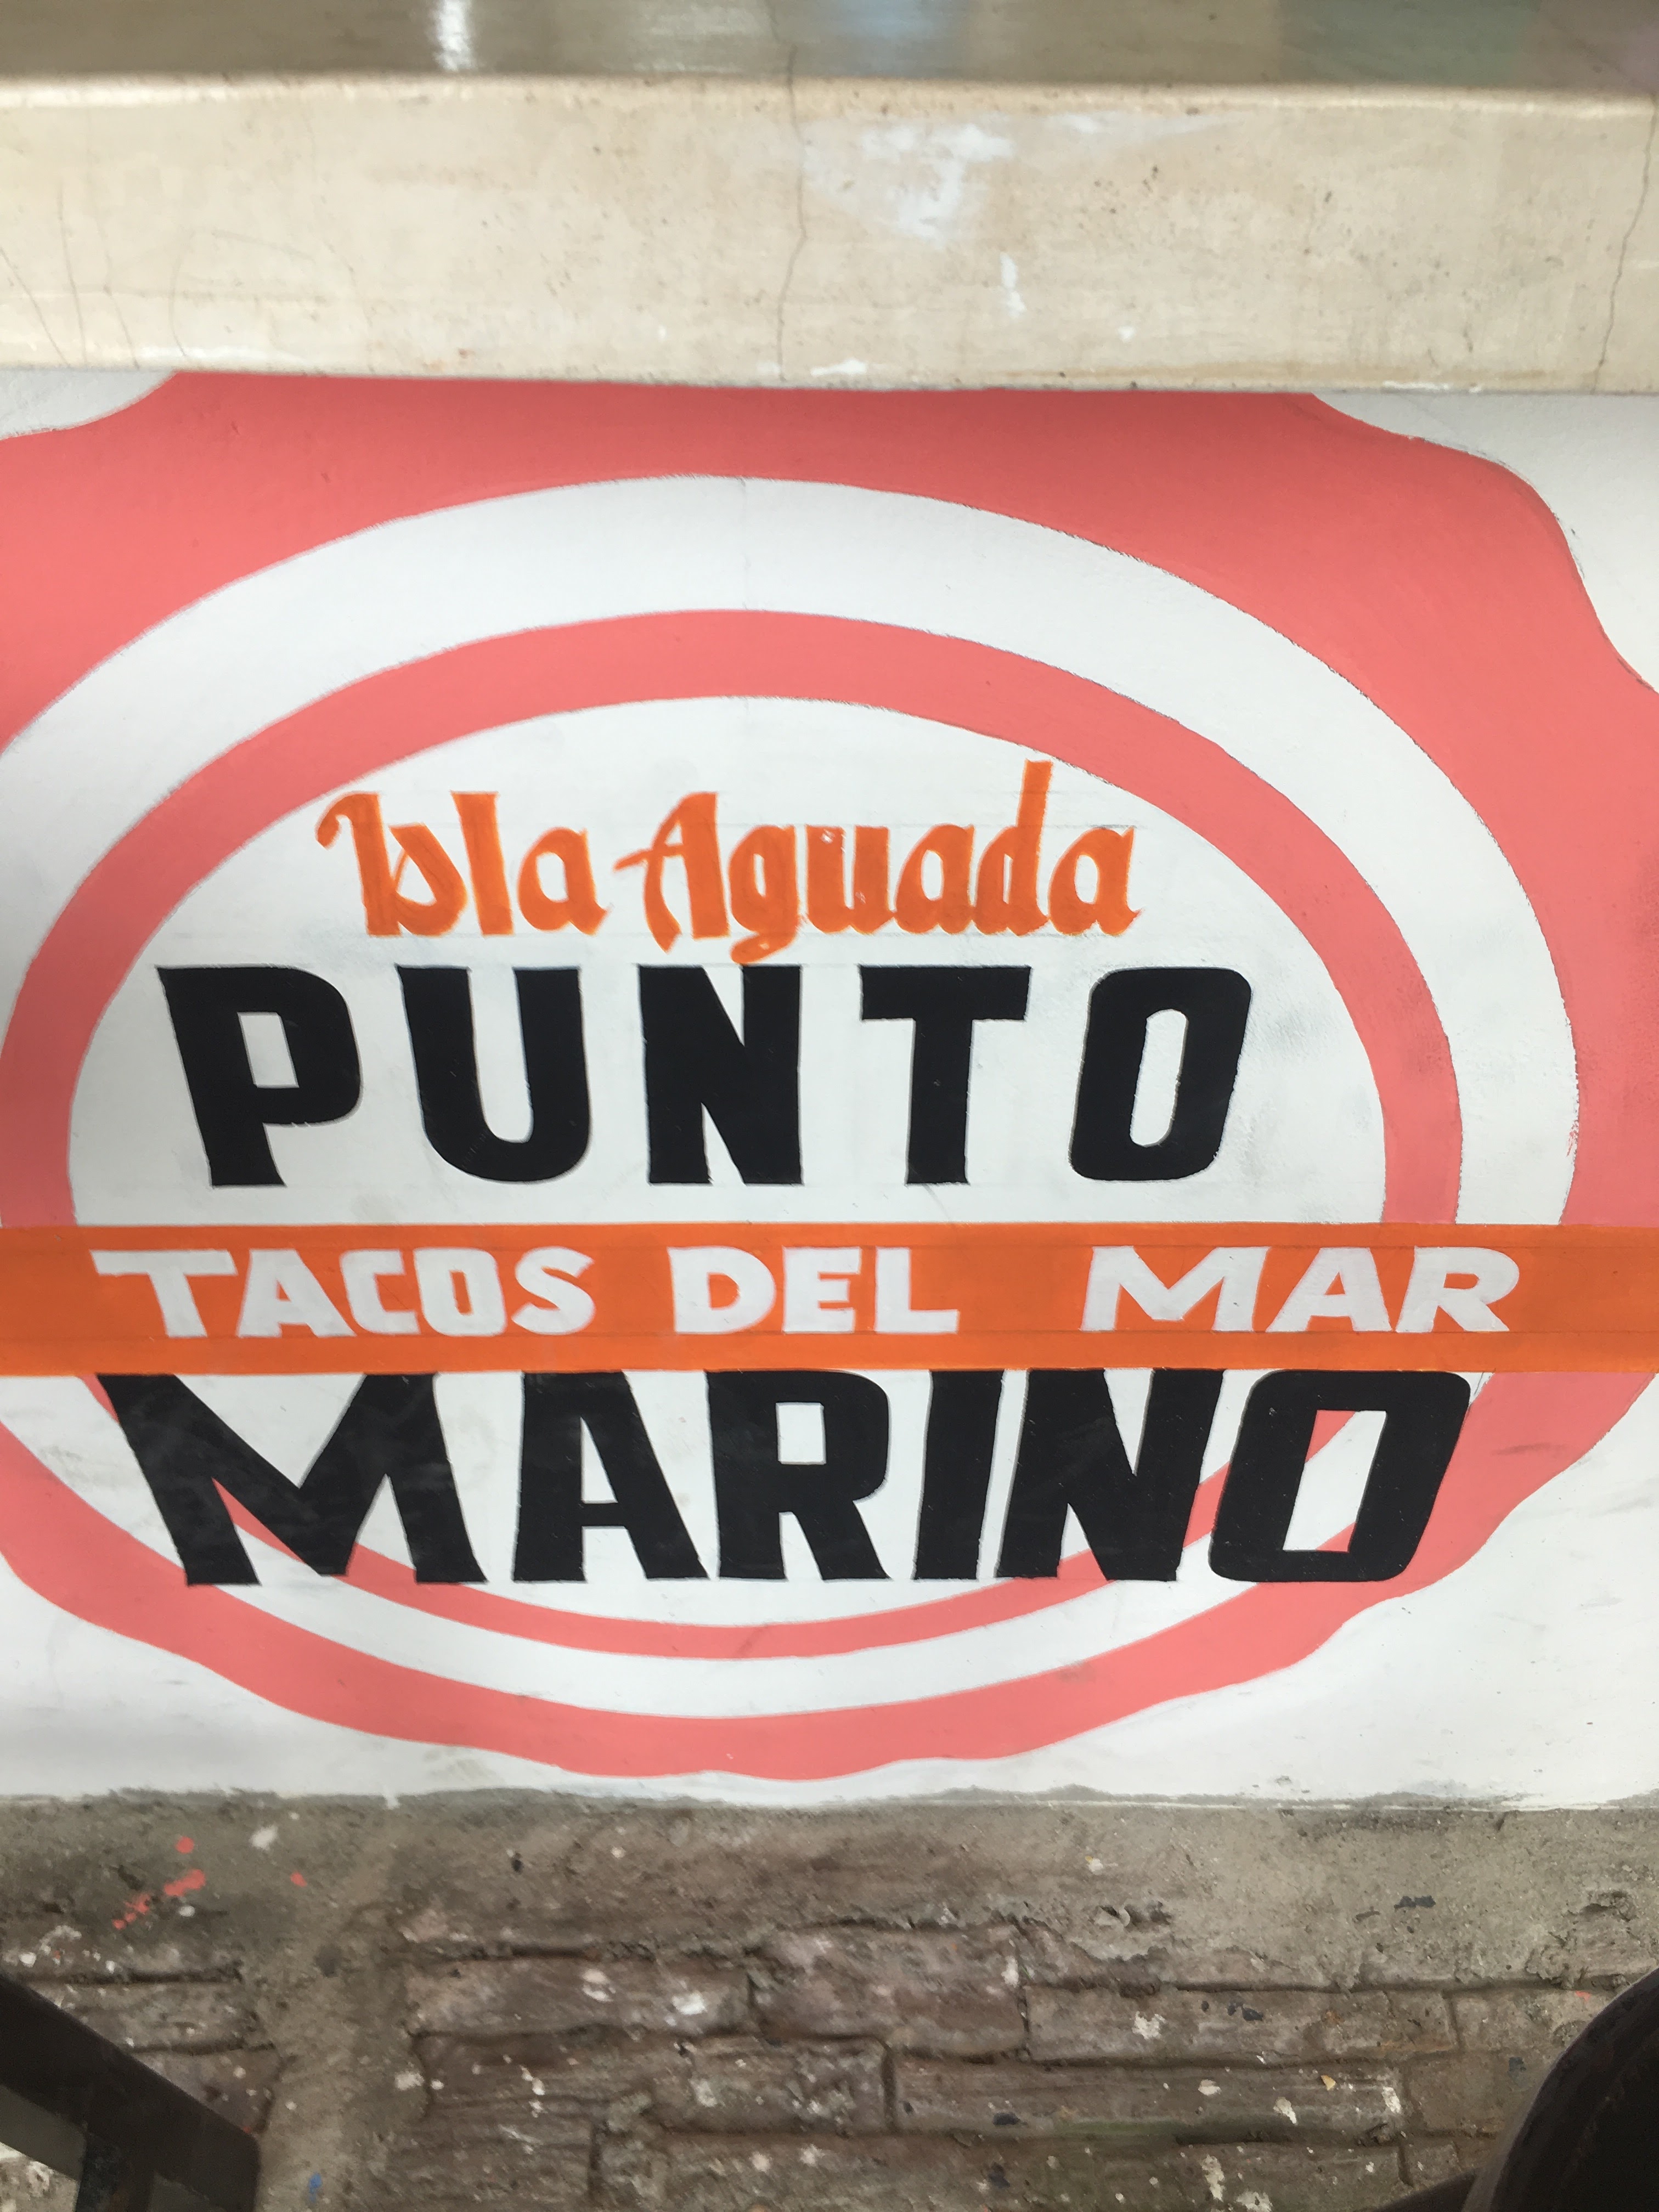 Isla Aguada
PUNTO
TACOS DEL MAR
MARINO